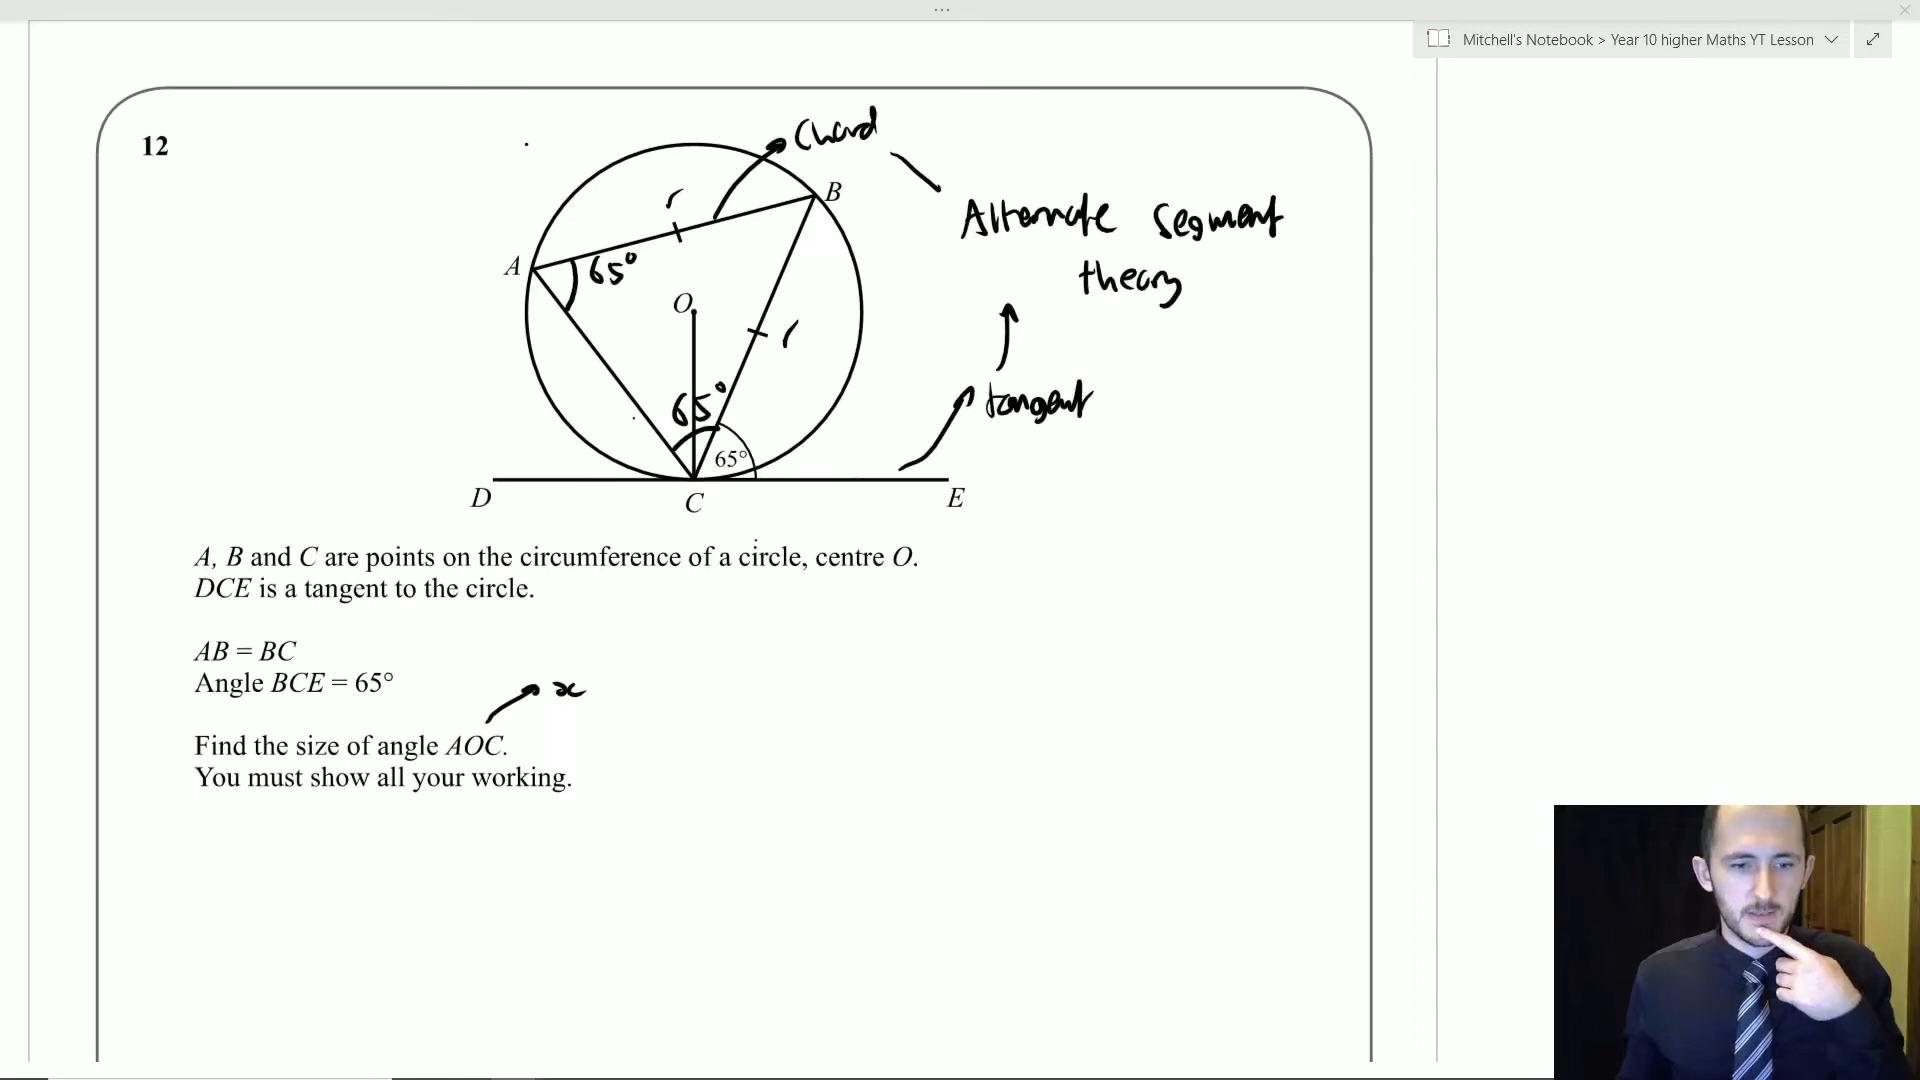 Mitchell's Notebook > Year 10 higher Maths YT Lesson
12
Chord
B
Alternate segment
theory
A
65°
O
65°
tangent
65°
D
C
E
A, B and C are points on the circumference of a circle, centre O.
DCE is a tangent to the circle.
AB = BC
Angle BCE = 65°
x
Find the size of angle AOC.
You must show all your working.